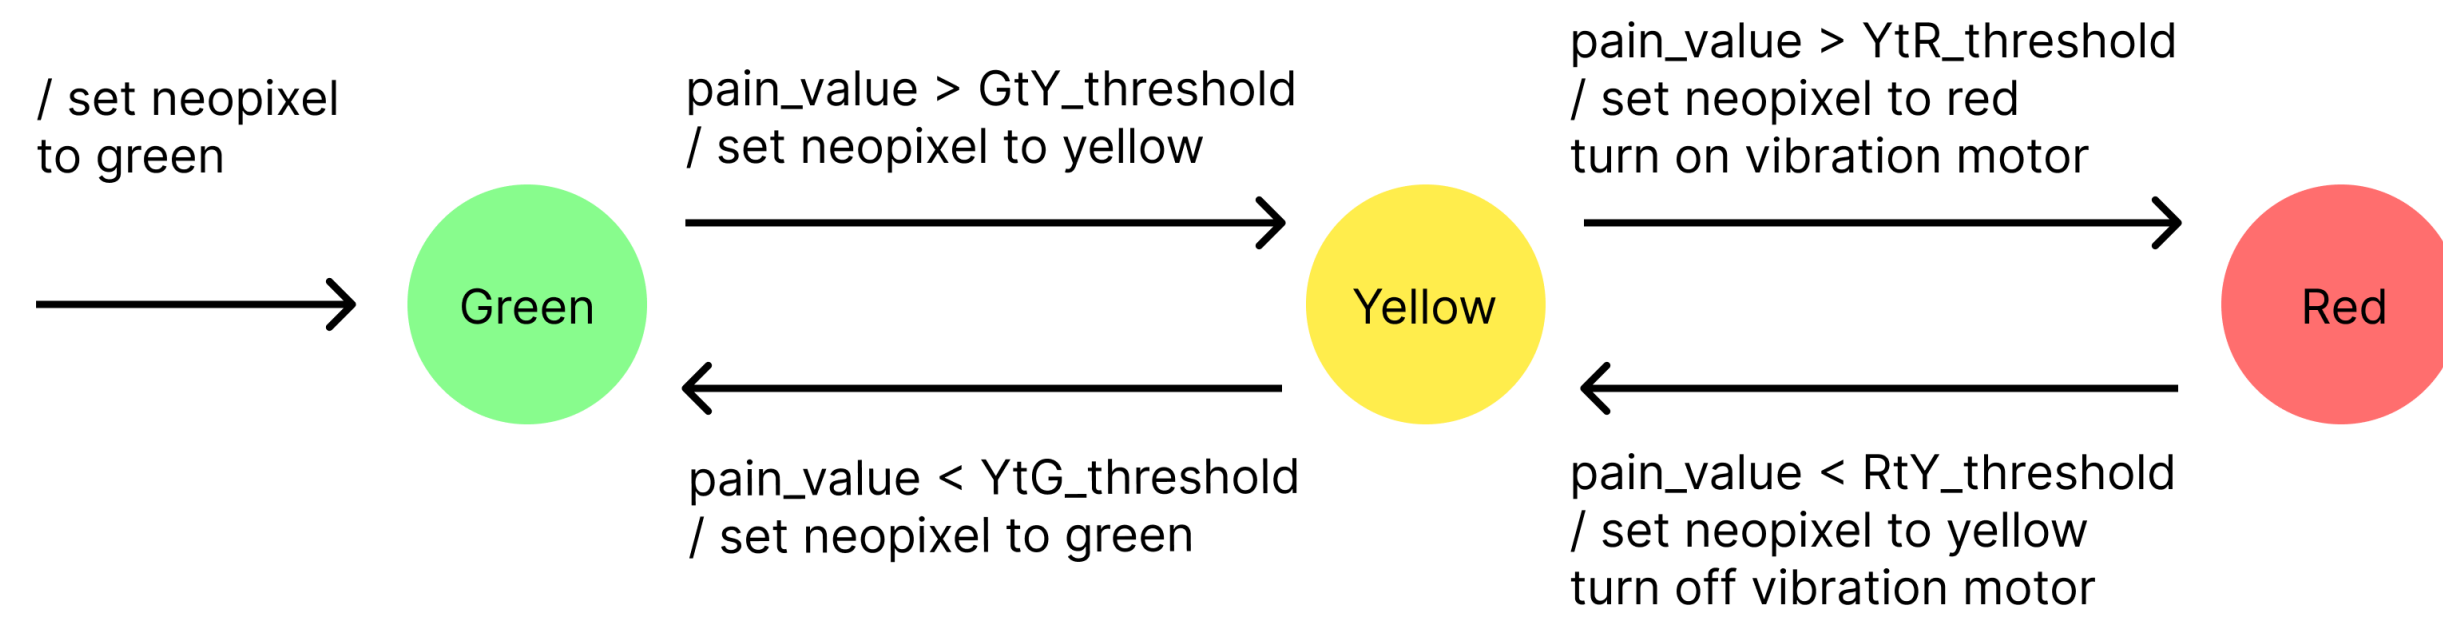 / set neopixel
to green
Green
pain_value > GtY_threshold
/ set neopixel to yellow
pain_value < YtG_threshold
/ set neopixel to green
Yellow
pain_value > YtR_threshold
/ set neopixel to red
turn on vibration motor
pain_value < RtY_threshold
/ set neopixel to yellow
turn off vibration motor
Red